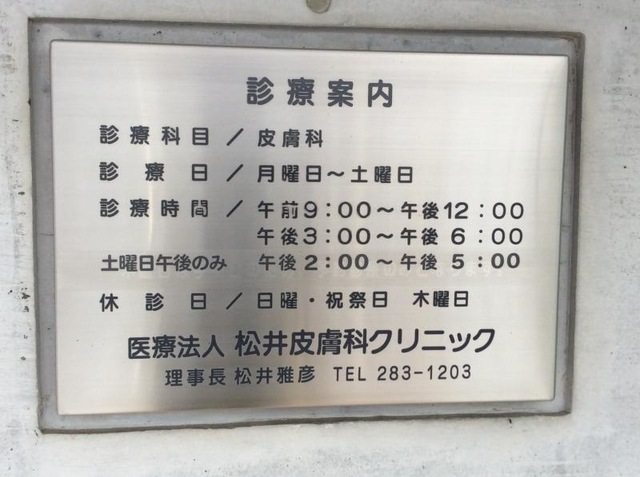 診療案内
診療科目/皮膚科
診療日/月曜日〜土曜日
診療時間/午前9:00〜午後12:00
午後3:00〜午後6:00
土曜日午後のみ 午後2:00〜午後5:00
休診日/日曜・祝祭日 木曜日
医療法人 松井皮膚科クリニック
理事長 松井雅彦 TEL 283-1203